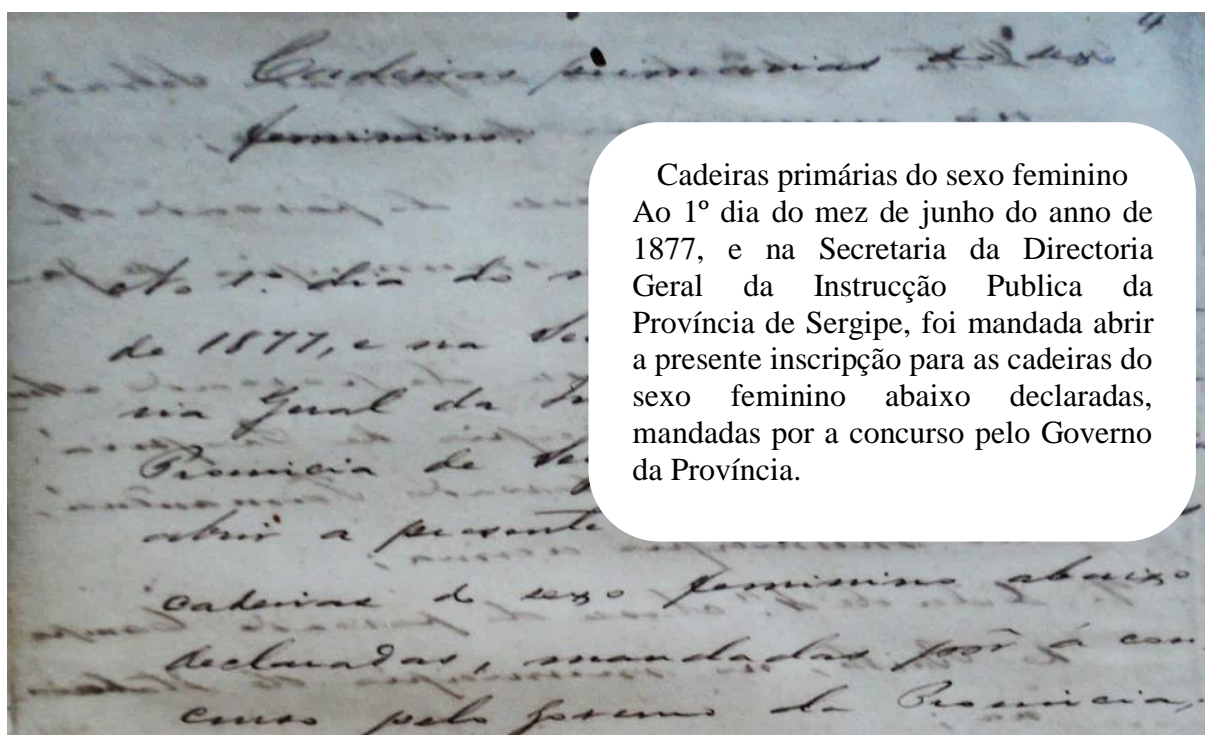 4
Cadeiras primarias do sexo
feminino.
Ao 1º dia do
de 1877, e na
ria Geral da
Provincia de
abrir a presente
cadeiras do sexo feminino abaixo
declaradas, mandadas pôr á con
curso pelo Governo da Provincia,
Cadeiras primárias do sexo feminino
Ao 1º dia do mez de junho do anno de
1877, e na Secretaria da Directoria
Geral da Instrucção Publica da
Província de Sergipe, foi mandada abrir
a presente inscripção para as cadeiras do
sexo feminino abaixo declaradas,
mandadas por a concurso pelo Governo
da Província.